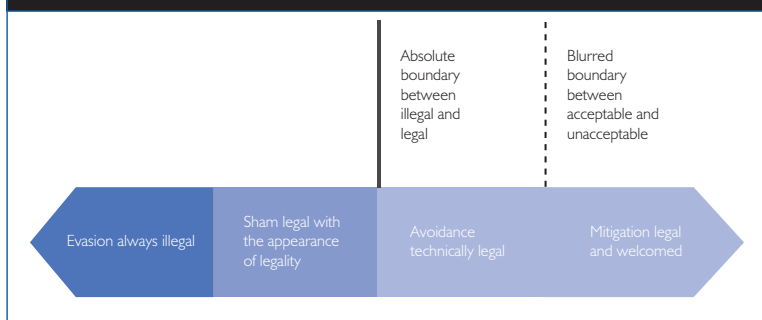 Absolute
boundary
between
illegal and
legal
Blurred
boundary
between
acceptable and
unacceptable
Evasion always illegal
Sham legal with
the appearance
of legality
Avoidance
technically legal
Mitigation legal
and welcomed